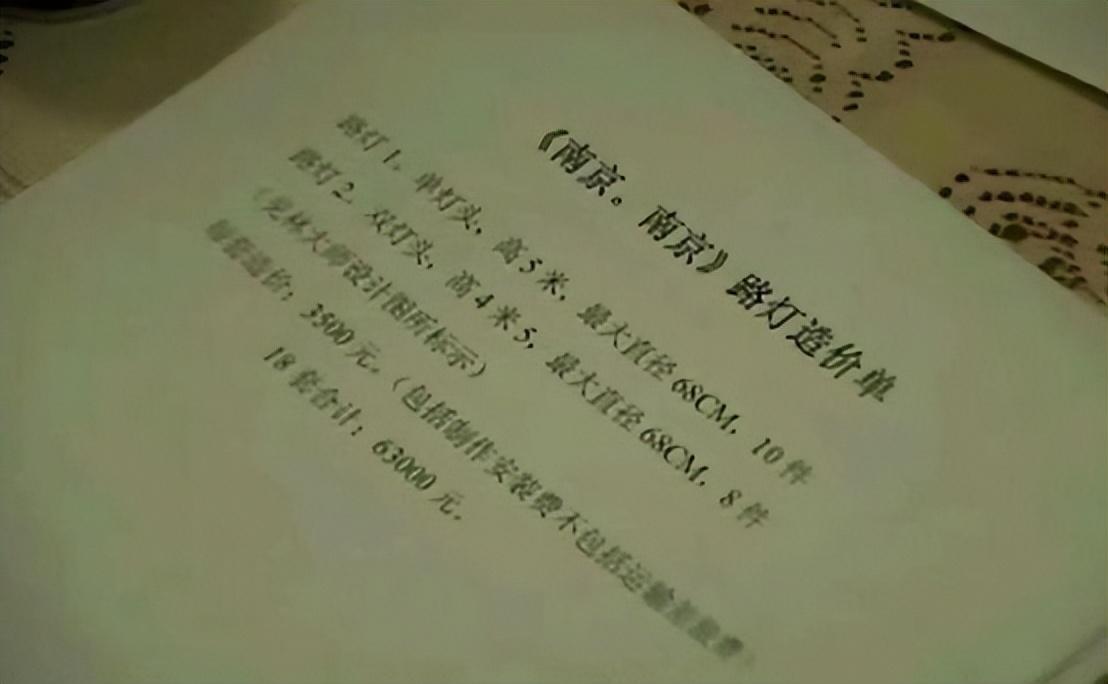 《南京。南京》路灯造价单
路灯1、单灯头，高5米，最大直径68CM，10件
路灯2、双灯头，高4米5，最大直径68CM，8件
（见林大师设计图所标示）
每套造价：3500元。（包括制作安装费不包括运输差旅费）
18套合计：63000元。